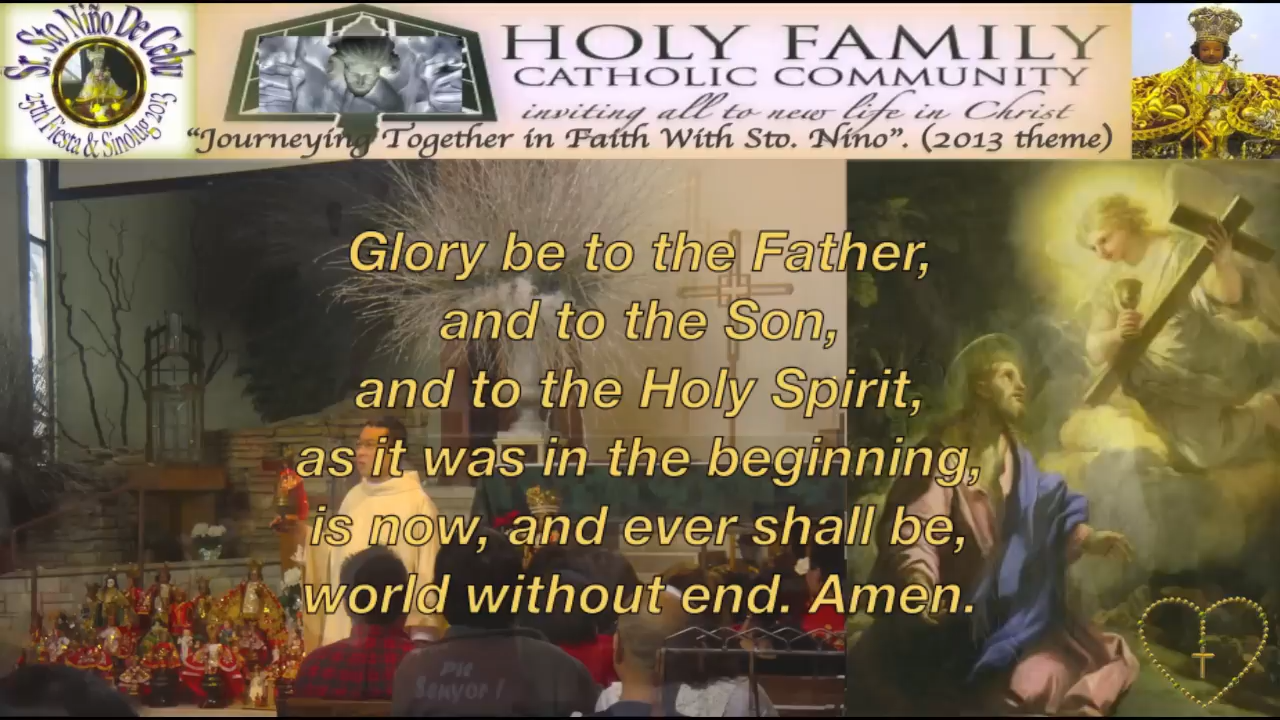 Sr. Sto Niño De Cebu
25th Fiesta & Sinulog 2013
HOLY FAMILY
CATHOLIC COMMUNITY
inviting all to new life in Christ
“Journeying Together in Faith With Sto. Nino”. (2013 theme)
Glory be to the Father,
and to the Son,
and to the Holy Spirit,
as it was in the beginning,
is now, and ever shall be,
world without end. Amen.
Pit
Senyor!